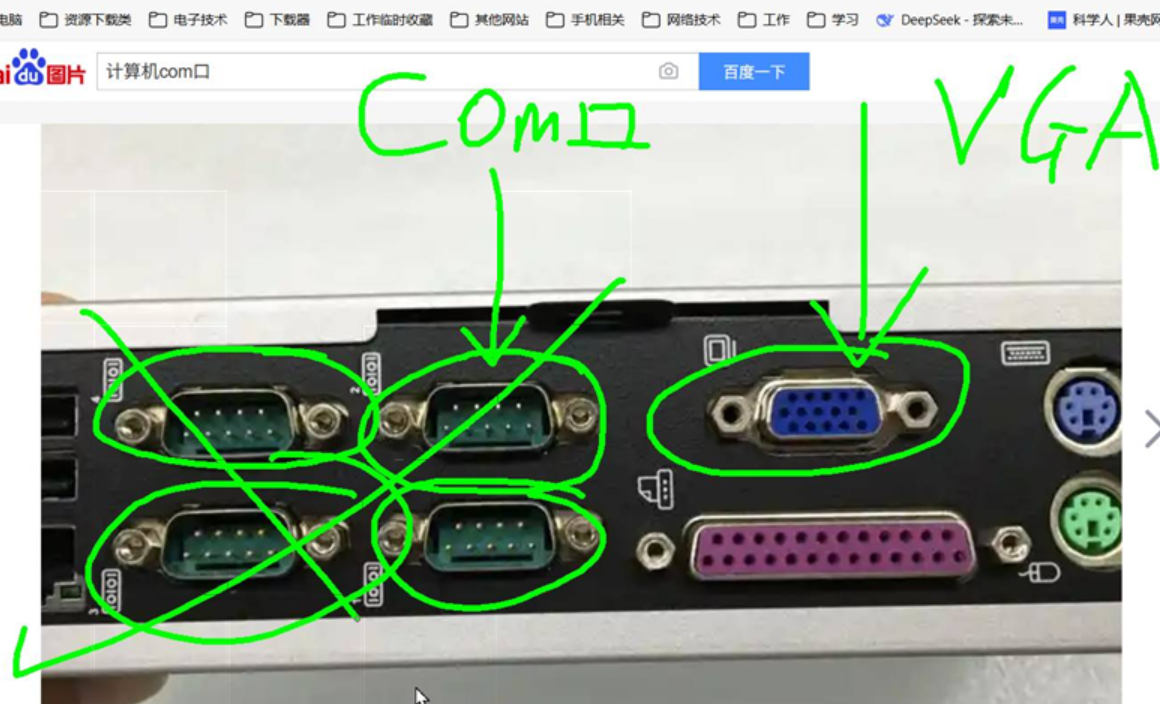 电脑 资源下载类 电子技术 下载器 工作临时收藏 其他网站 手机相关 网络技术 工作 学习 DeepSeek - 探索未... 科学人 | 果壳网
ai du 图片 计算机com口 百度一下
Com口 VGA
4 2
3 1